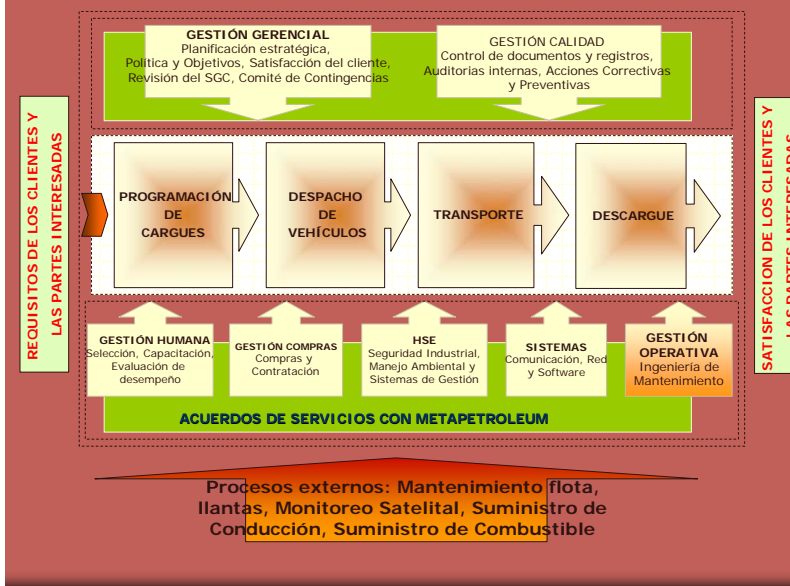 GESTIÓN GERENCIAL
Planificación estratégica,
Política y Objetivos, Satisfacción del cliente,
Revisión del SGC, Comité de Contingencias
GESTIÓN CALIDAD
Control de documentos y registros,
Auditorias internas, Acciones Correctivas
y Preventivas
REQUISITOS DE LOS CLIENTES Y
LAS PARTES INTERESADAS
PROGRAMACIÓN
DE
CARGUES
DESPACHO
DE
VEHÍCULOS
TRANSPORTE
DESCARGUE
SATISFACCION DE LOS CLIENTES Y
LAS PARTES INTERESADAS
GESTIÓN HUMANA
Selección, Capacitación,
Evaluación de
desempeño
GESTIÓN COMPRAS
Compras y
Contratación
HSE
Seguridad Industrial,
Manejo Ambiental y
Sistemas de Gestión
SISTEMAS
Comunicación, Red
y Software
GESTIÓN
OPERATIVA
Ingeniería de
Mantenimiento
ACUERDOS DE SERVICIOS CON METAPETROLEUM
Procesos externos: Mantenimiento flota,
llantas, Monitoreo Satelital, Suministro de
Conducción, Suministro de Combustible